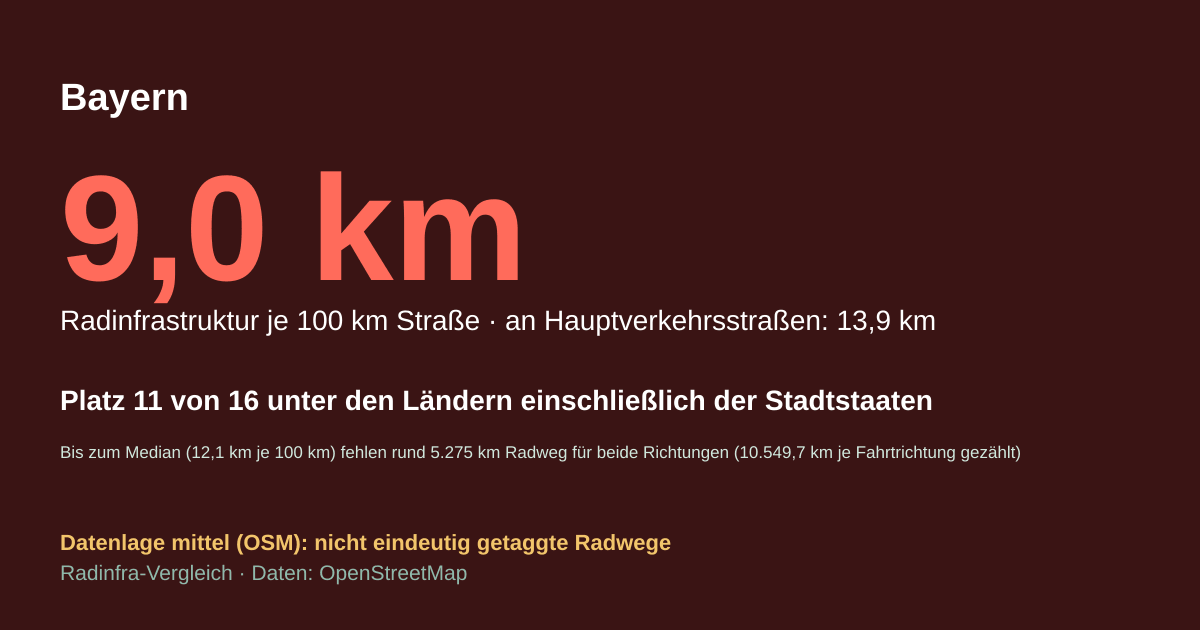 Bayern
9,0 km
Radinfrastruktur je 100 km Straße · an Hauptverkehrsstraßen: 13,9 km
Platz 11 von 16 unter den Ländern einschließlich der Stadtstaaten
Bis zum Median (12,1 km je 100 km) fehlen rund 5.275 km Radweg für beide Richtungen (10.549,7 km je Fahrtrichtung gezählt)
Datenlage mittel (OSM): nicht eindeutig getaggte Radwege
Radinfra-Vergleich · Daten: OpenStreetMap